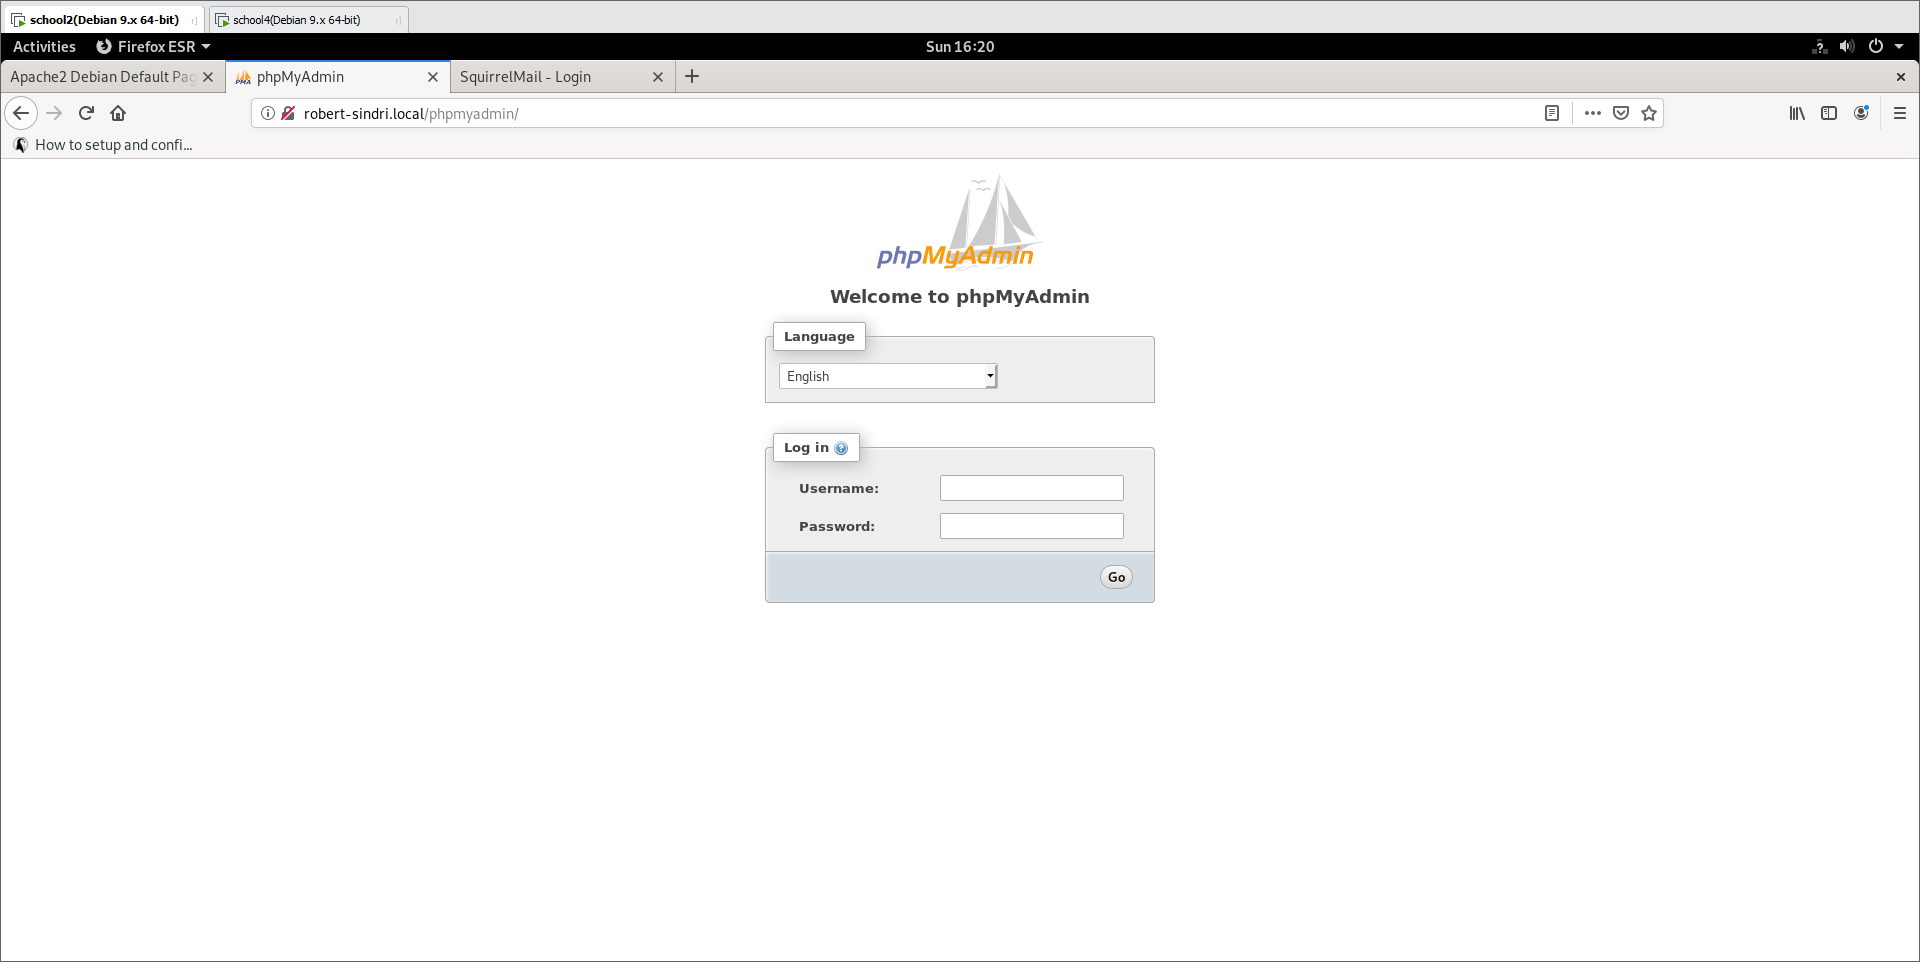 school2(Debian 9.x 64-bit)
school4(Debian 9.x 64-bit)
Activities
Firefox ESR
Sun 16:20
Apache2 Debian Default Pag
phpMyAdmin
SquirrelMail - Login
robert-sindri.local/phpmyadmin/
How to setup and confi...
phpMyAdmin
Welcome to phpMyAdmin
Language
English
Log in
Username:
Password:
Go